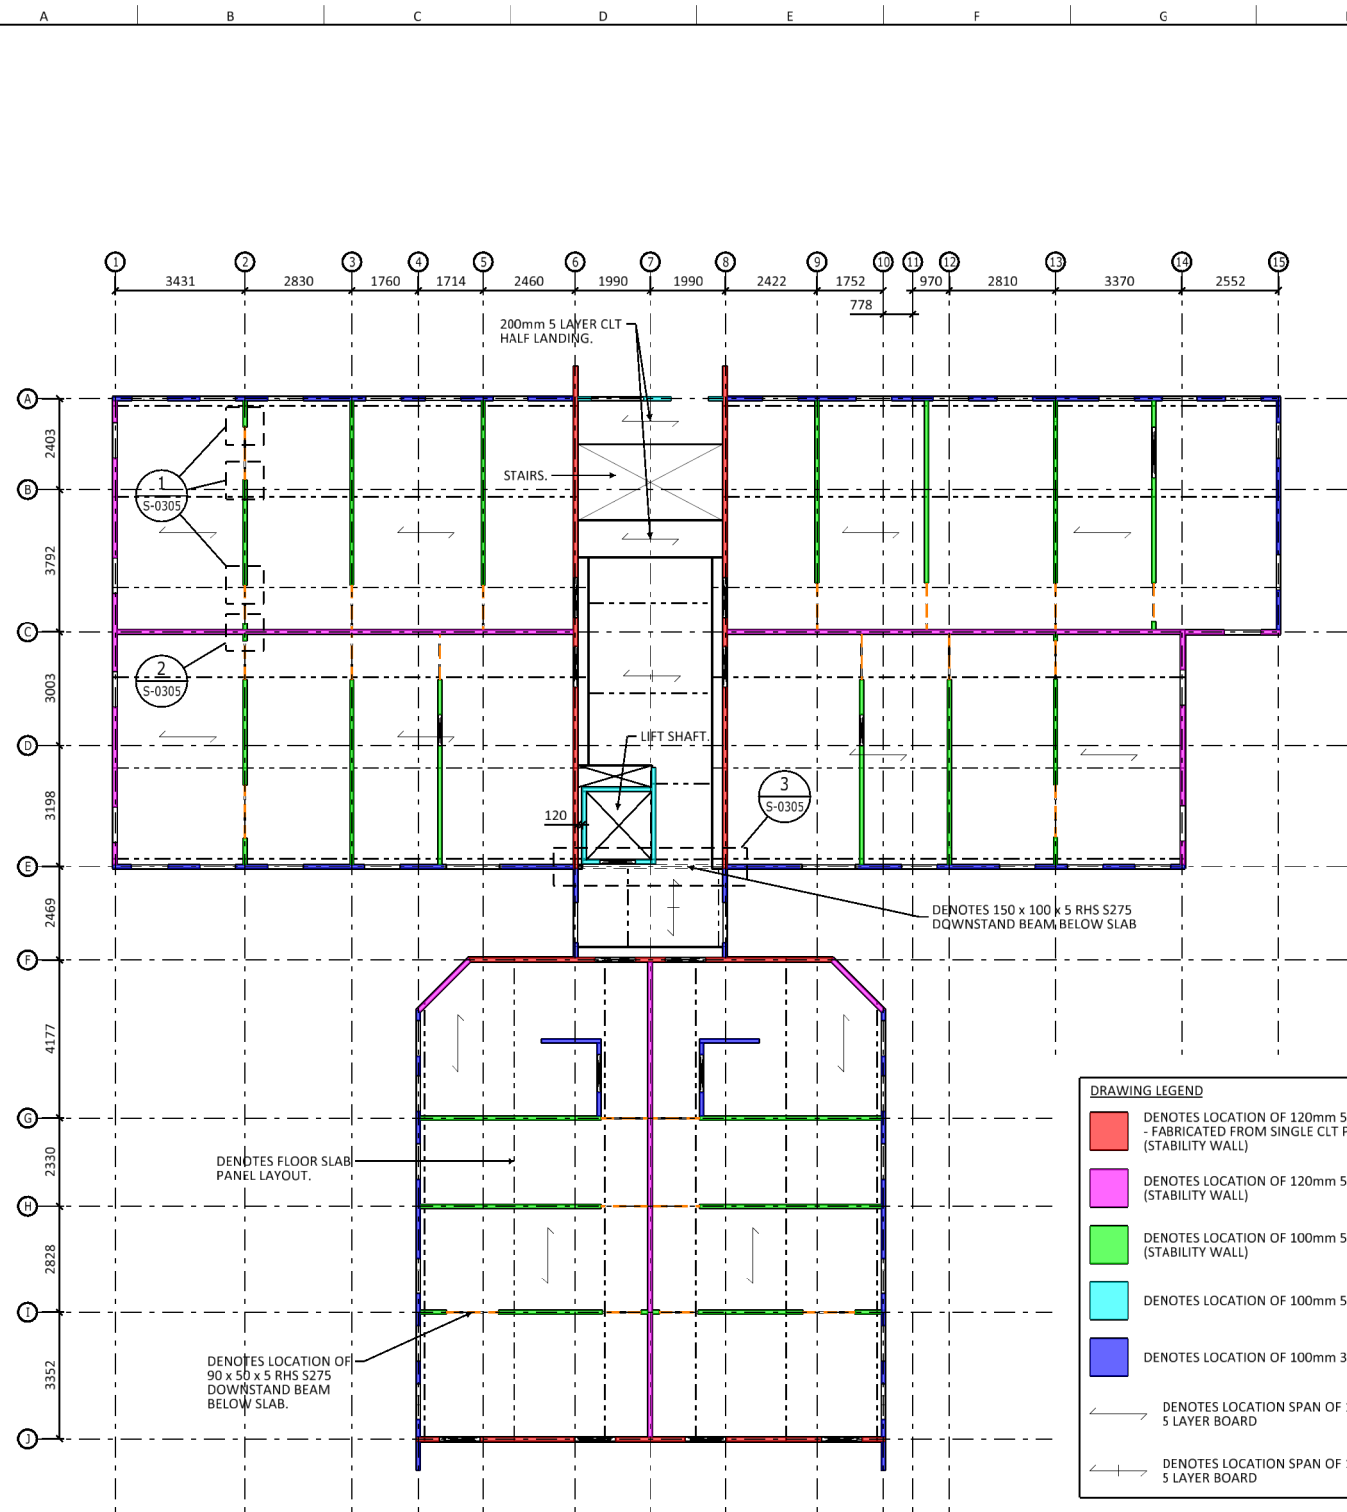 A B C D E F G
1 2 3 4 5 6 7 8 9 10 11 12 13 14 15
3431 2830 1760 1714 2460 1990 1990 2422 1752 970 2810 3370 2552
778
200mm 5 LAYER CLT
HALF LANDING.
A
2403
STAIRS.
B
1
S-0305
3792
C
2
S-0305
3003
LIFT SHAFT.
D
3
S-0305
3198
120
E
2469
DENOTES 150 x 100 x 5 RHS S275
DOWNSTAND BEAM BELOW SLAB
F
4177
G
DENOTES FLOOR SLAB
PANEL LAYOUT.
2330
H
2828
I
DENOTES LOCATION OF
90 x 50 x 5 RHS S275
DOWNSTAND BEAM
BELOW SLAB.
3352
J
DRAWING LEGEND
DENOTES LOCATION OF 120mm 5
- FABRICATED FROM SINGLE CLT
(STABILITY WALL)
DENOTES LOCATION OF 120mm 5
(STABILITY WALL)
DENOTES LOCATION OF 100mm 5
(STABILITY WALL)
DENOTES LOCATION OF 100mm 5
DENOTES LOCATION OF 100mm 3
DENOTES LOCATION SPAN OF
5 LAYER BOARD
DENOTES LOCATION SPAN OF
5 LAYER BOARD